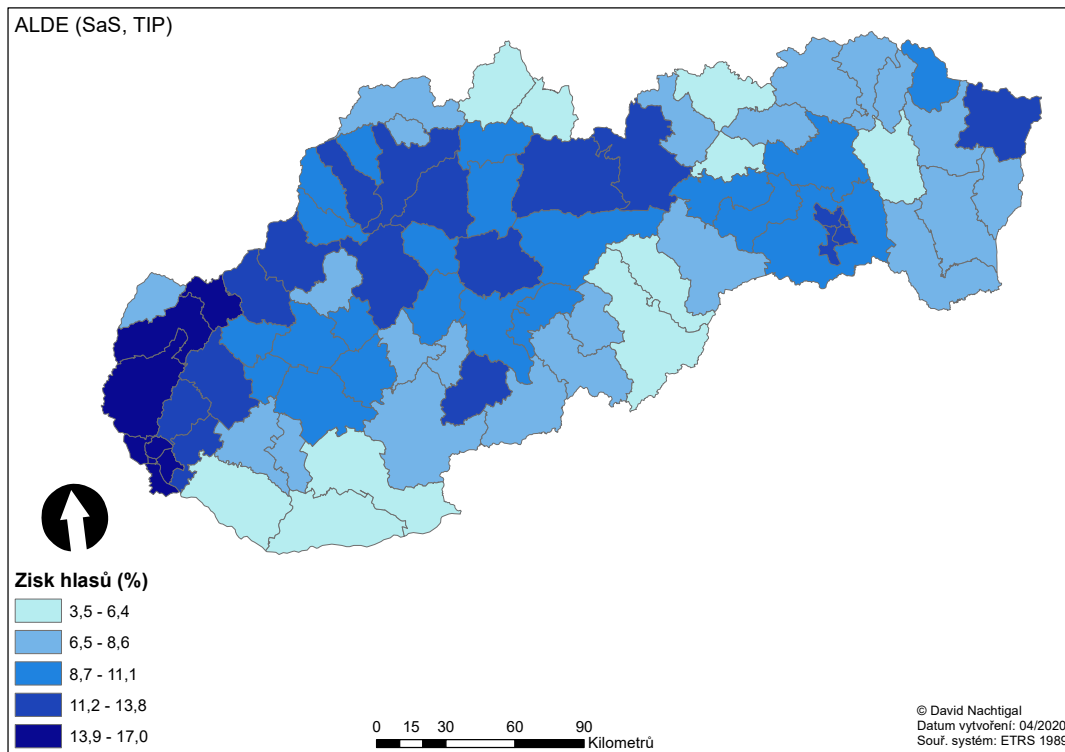 ALDE (SaS, TIP)
Zisk hlasů (%)
3,5 - 6,4
6,5 - 8,6
8,7 - 11,1
11,2 - 13,8
13,9 - 17,0
0 15 30 60 90
Kilometrů
© David Nachtigal
Datum vytvoření: 04/2020
Souř. systém: ETRS 1989